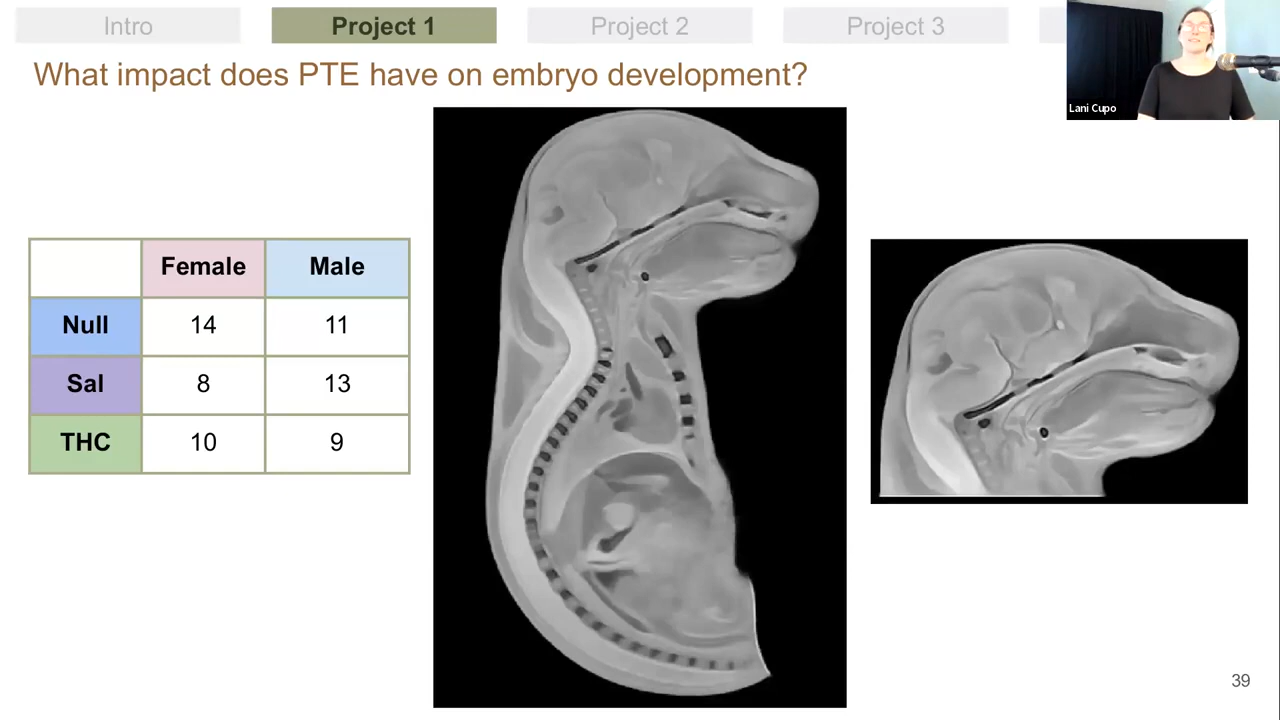 Intro
Project 1
Project 2
Project 3
What impact does PTE have on embryo development?
Lani Cupo
Female Male
Null 14 11
Sal 8 13
THC 10 9
39